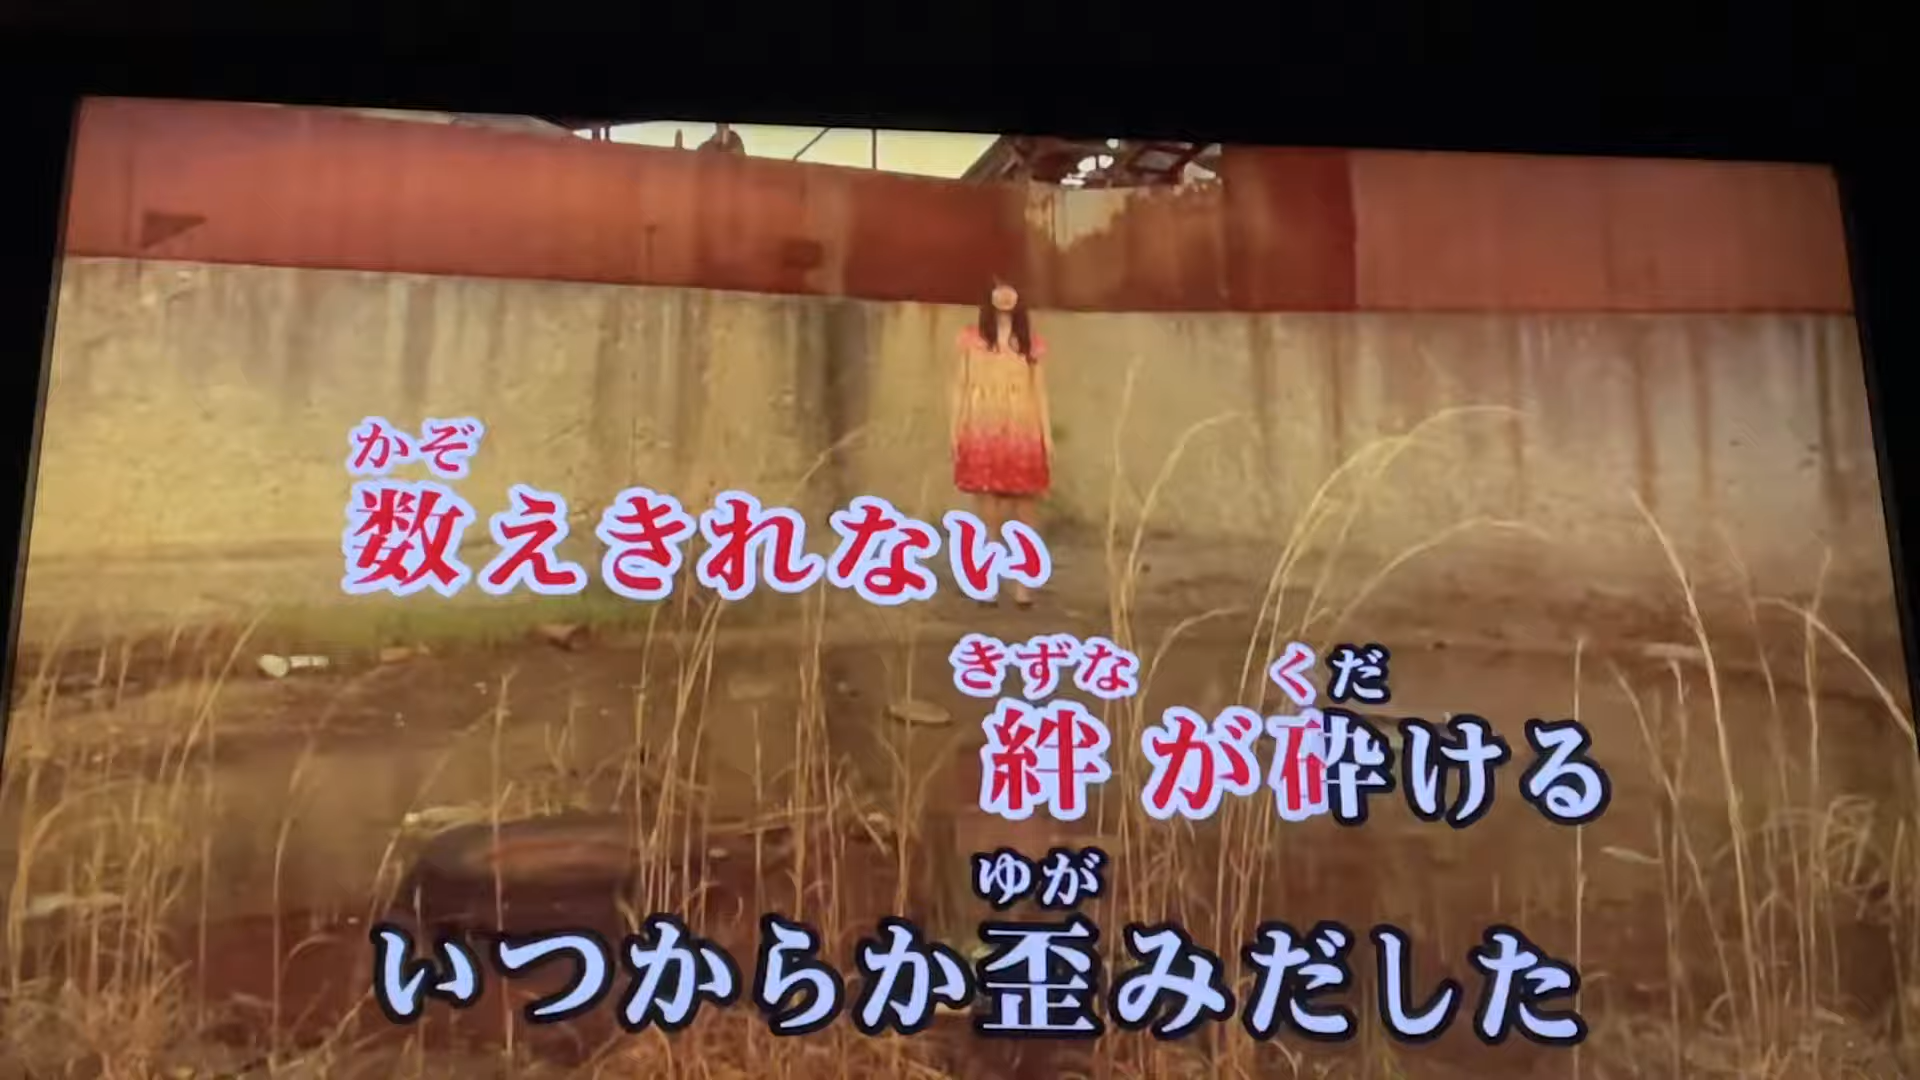 かぞ
数えきれない
きずな くだ
絆が砕ける
ゆが
いつからか歪みだした